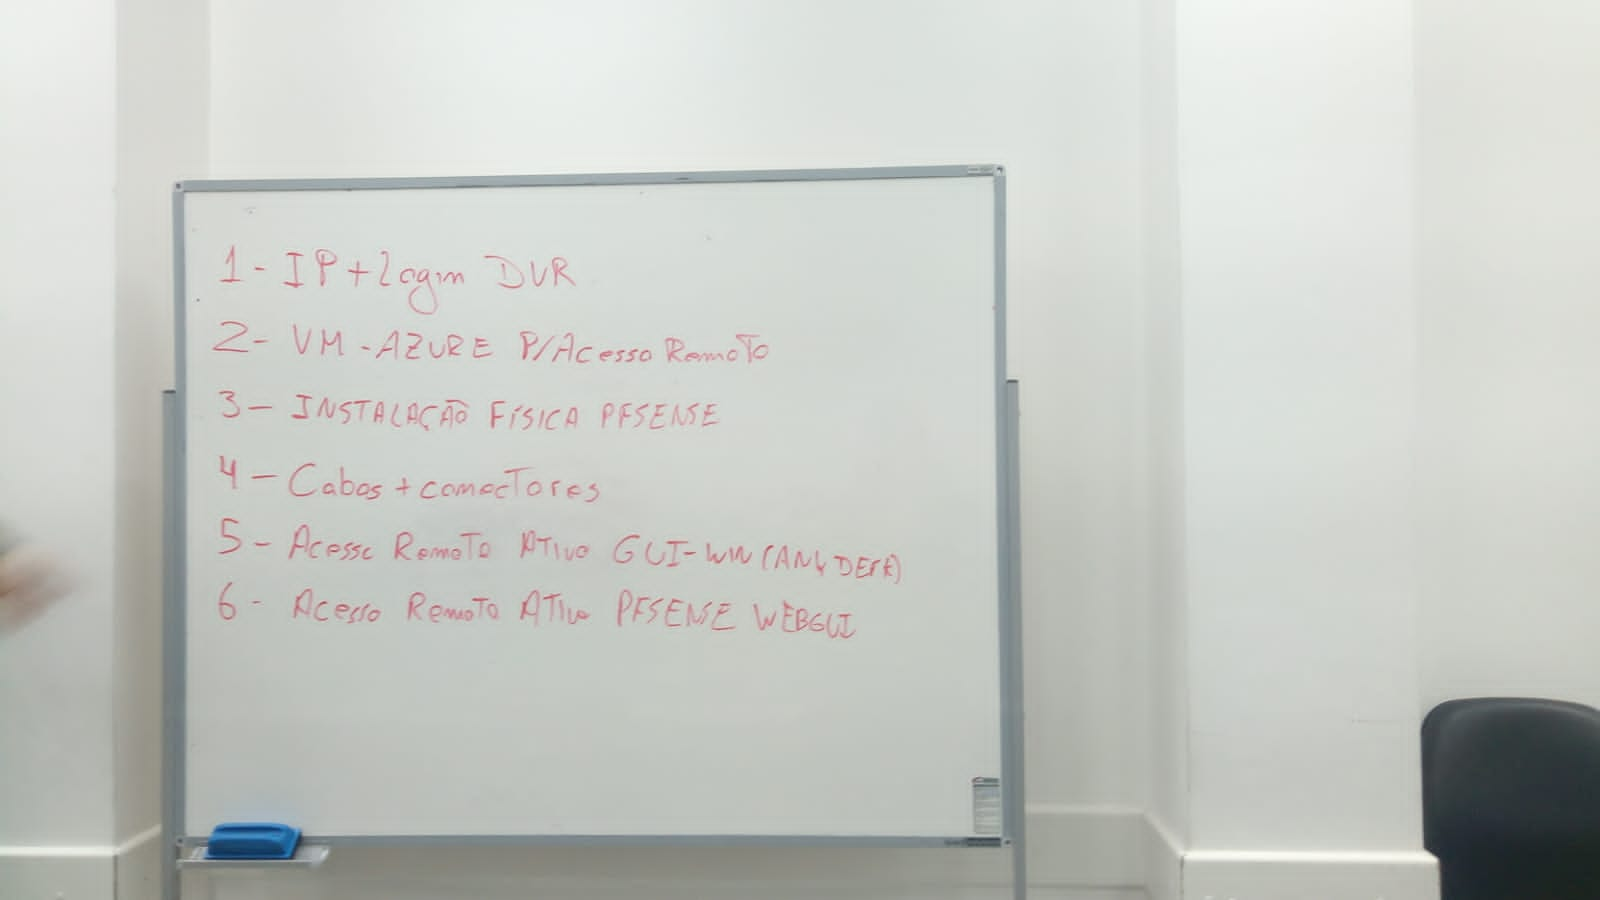 1- IP + Login DVR
2- VM - AZURE P/Acesso Remoto
3- INSTALAÇÃO FÍSICA PFSENSE
4- Cabos + conectores
5- Acesso Remoto Ativo GUI-WIN (ANYDESK)
6- Acesso Remoto Ativo PFSENSE WEBGUI